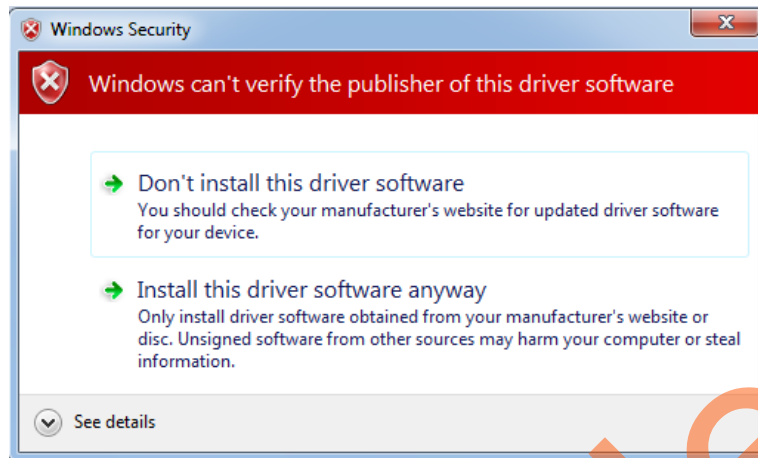 Windows Security
Windows can't verify the publisher of this driver software
Don't install this driver software
You should check your manufacturer's website for updated driver software
for your device.
Install this driver software anyway
Only install driver software obtained from your manufacturer's website or
disc. Unsigned software from other sources may harm your computer or steal
information.
See details